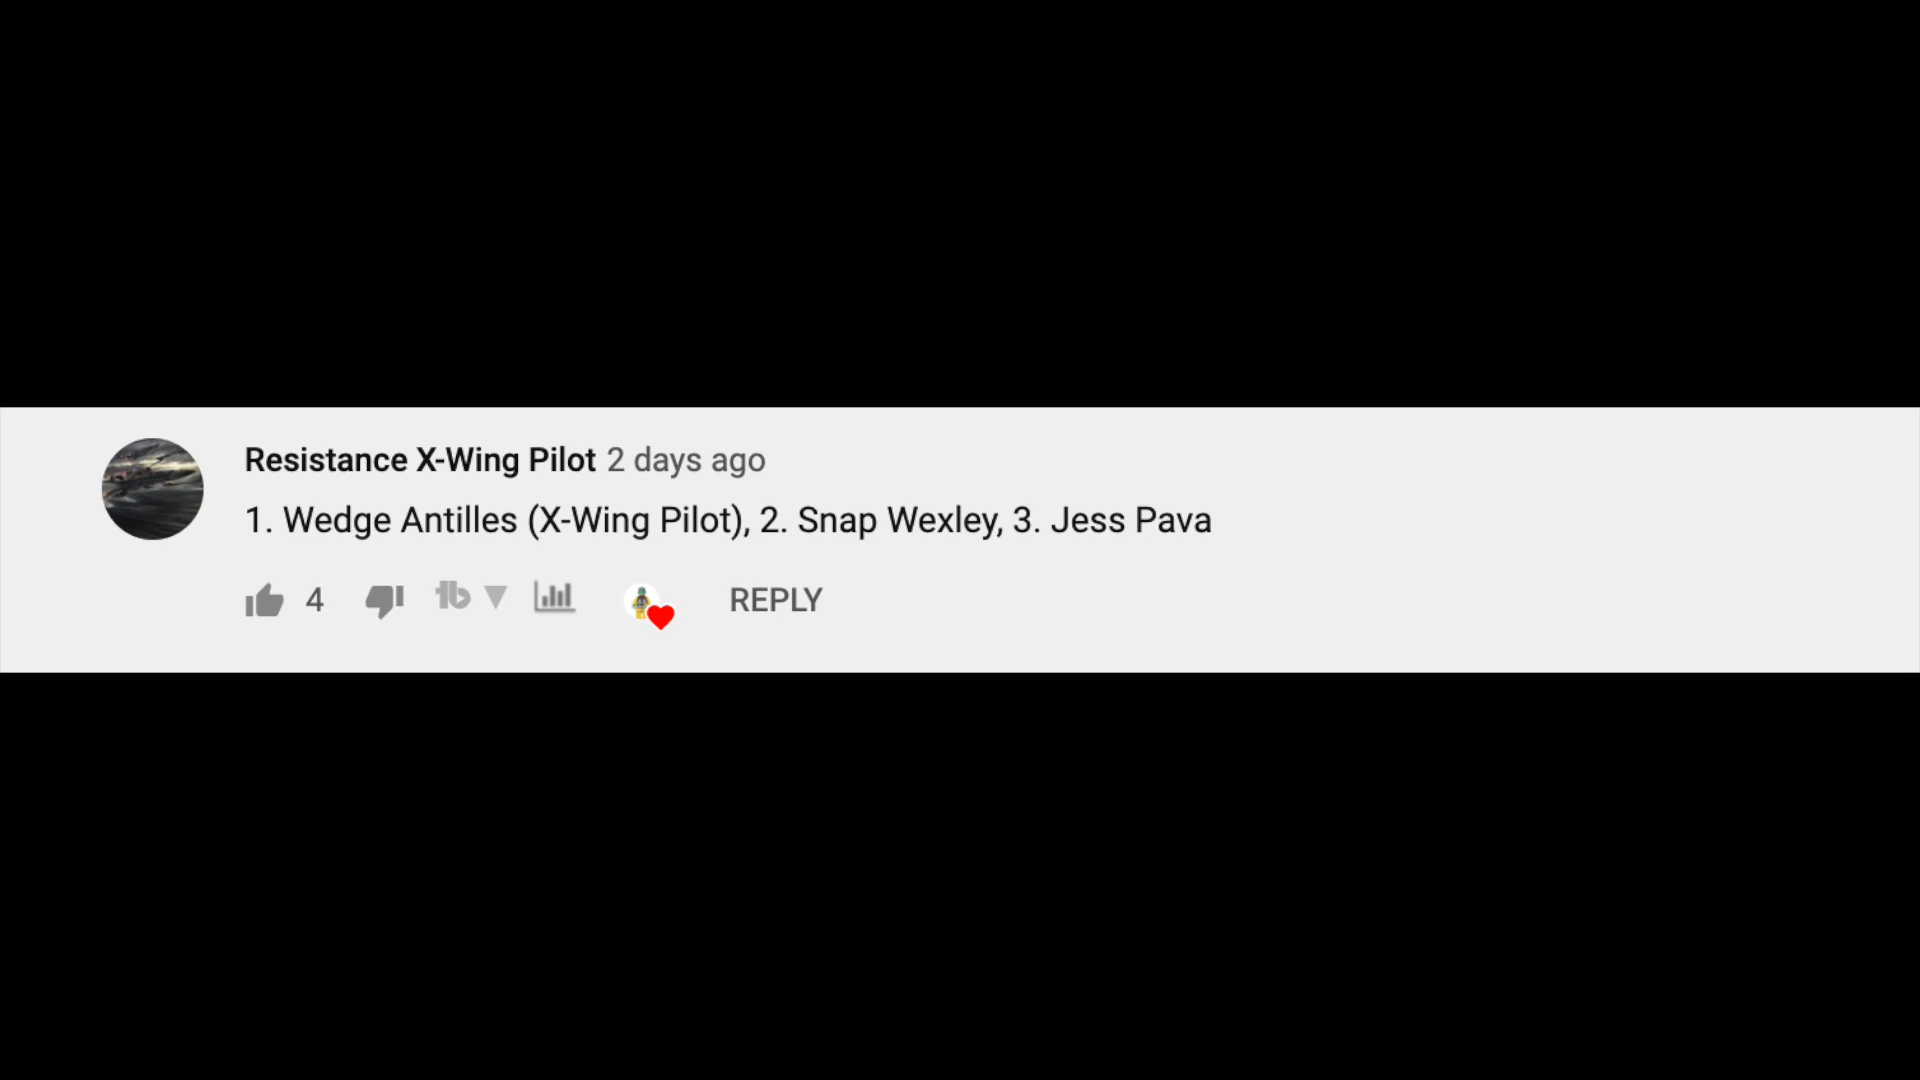 Resistance X-Wing Pilot 2 days ago
1. Wedge Antilles (X-Wing Pilot), 2. Snap Wexley, 3. Jess Pava
4 tb REPLY